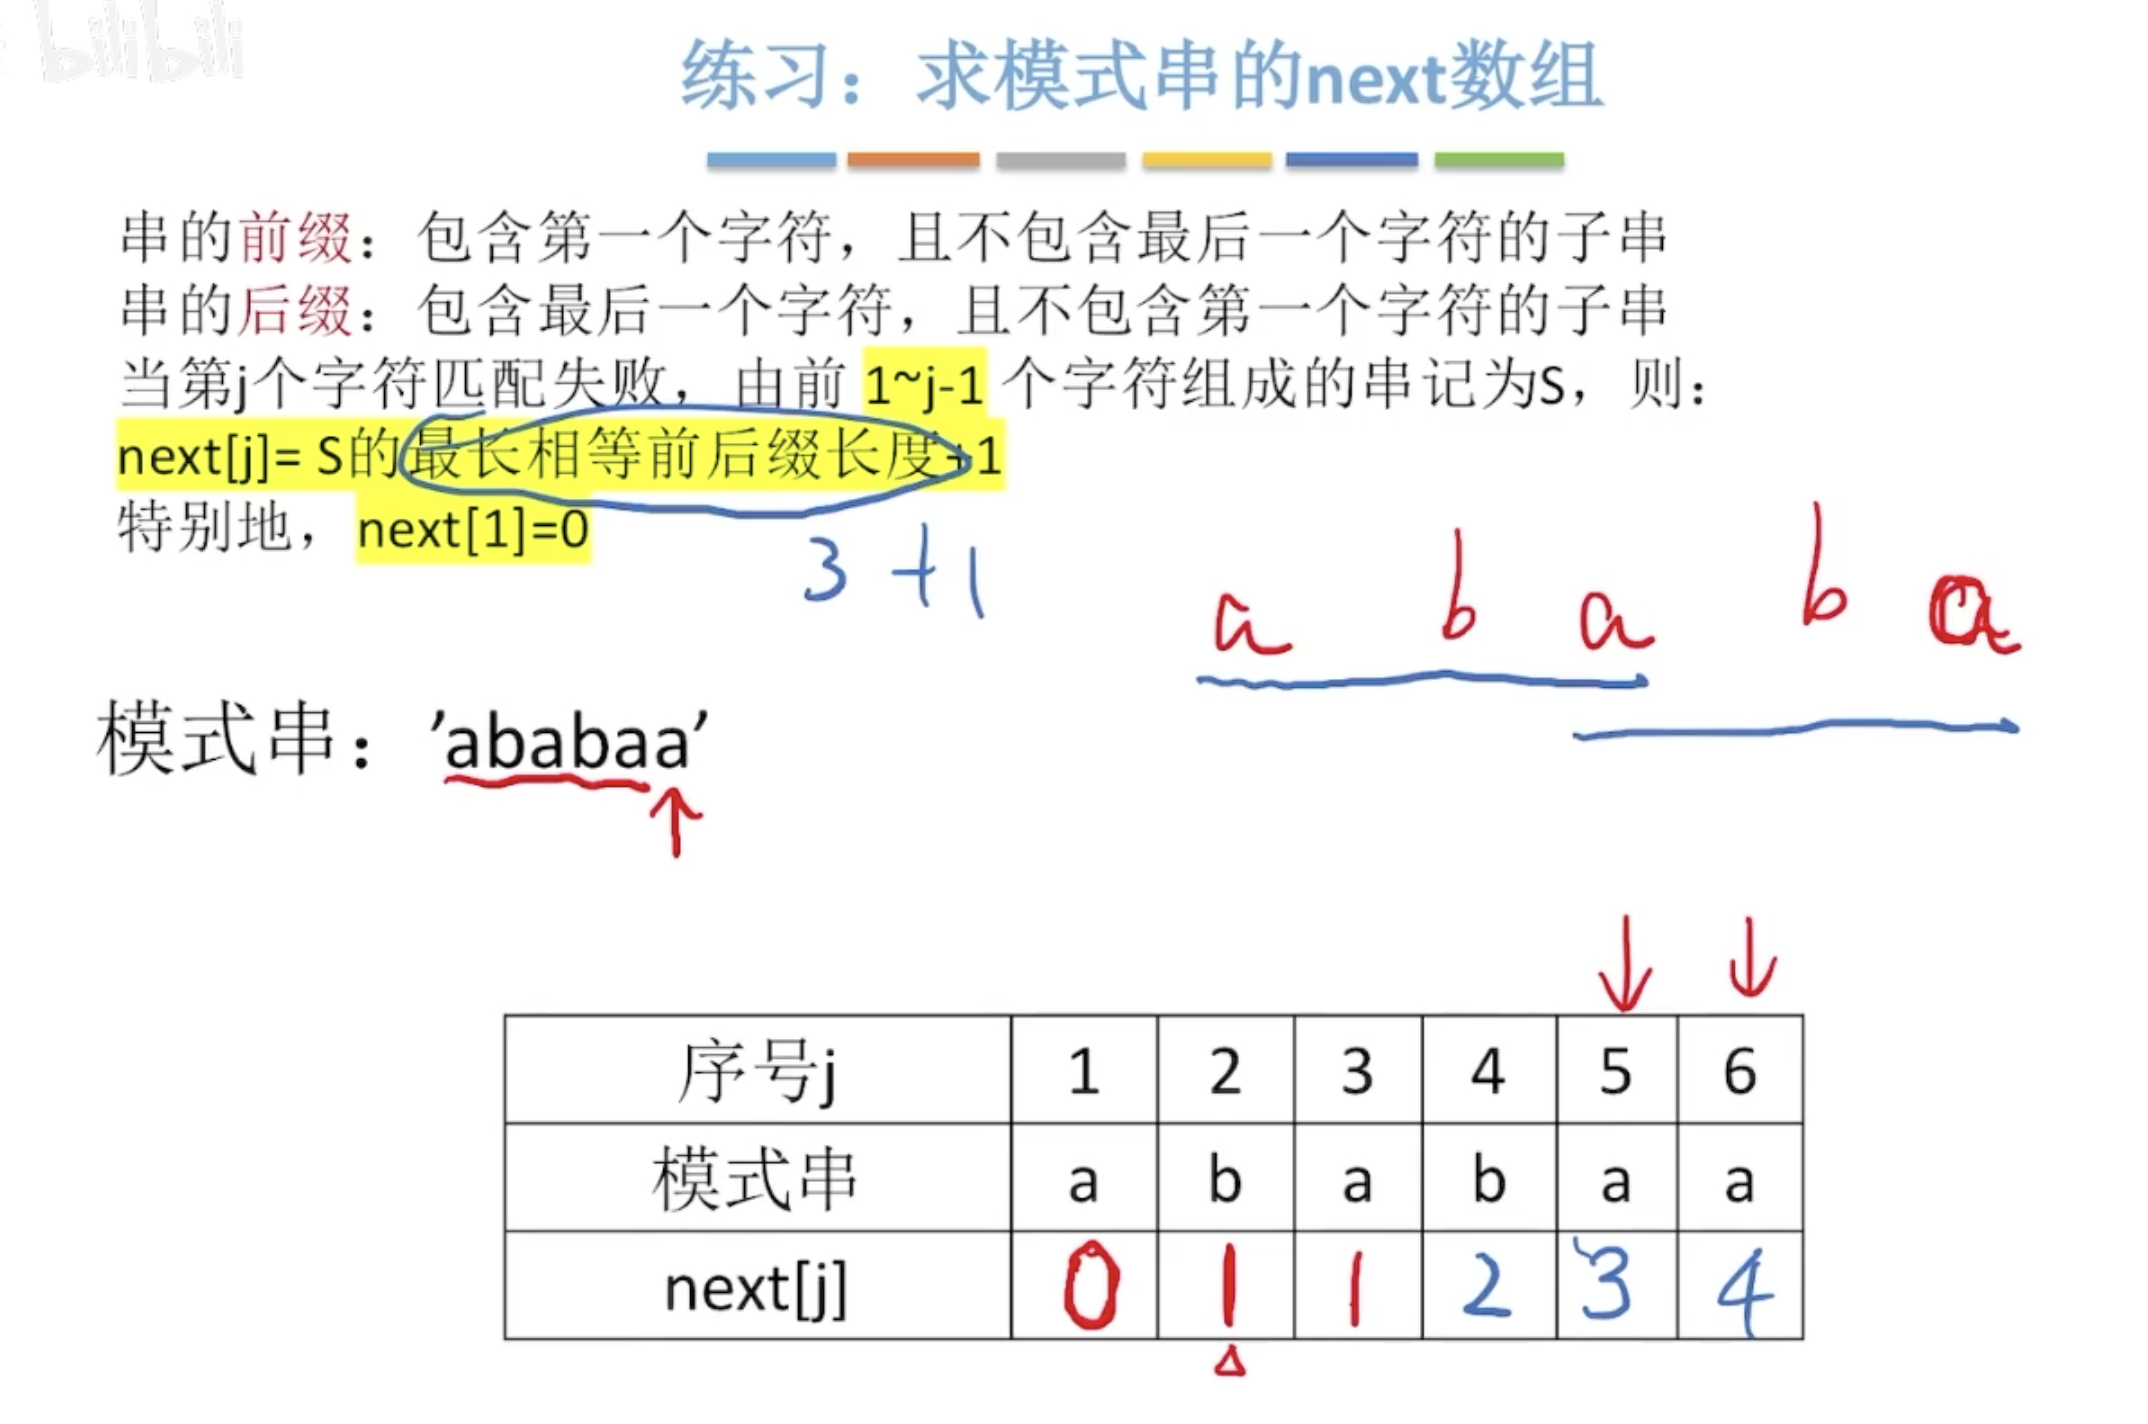 bilibili
练习：求模式串的next数组
串的前缀：包含第一个字符，且不包含最后一个字符的子串
串的后缀：包含最后一个字符，且不包含第一个字符的子串
当第j个字符匹配失败，由前 1~j-1 个字符组成的串记为S，则：
next[j]= S的最长相等前后缀长度+1
特别地，next[1]=0
3 +1
a b a b a
模式串：’ababaa’
序号j 1 2 3 4 5 6
模式串 a b a b a a
next[j] 0 1 1 2 3 4